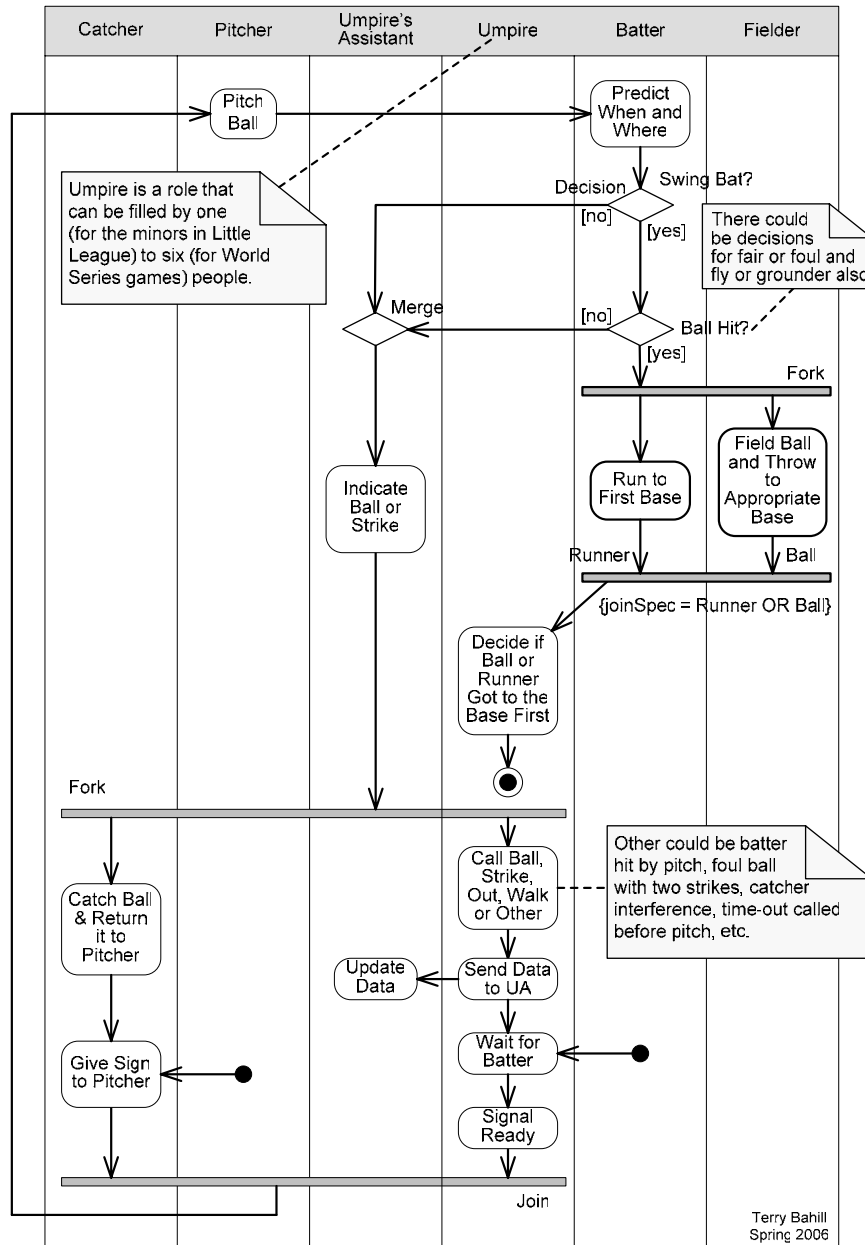 Catcher
Pitcher
Umpire's
Assistant
Umpire
Batter
Fielder
Pitch
Ball
Predict
When and
Where
Umpire is a role that
can be filled by one
(for the minors in Little
League) to six (for World
Series games) people.
Decision
Swing Bat?
[no]
[yes]
There could
be decisions
for fair or foul and
fly or grounder also
Merge
[no]
Ball Hit?
[yes]
Fork
Indicate
Ball or
Strike
Run to
First Base
Field Ball
and Throw
to
Appropriate
Base
Runner
Ball
{joinSpec = Runner OR Ball}
Decide if
Ball or
Runner
Got to the
Base First
Fork
Catch Ball
& Return
it to
Pitcher
Call Ball,
Strike,
Out, Walk
or Other
Other could be batter
hit by pitch, foul ball
with two strikes, catcher
interference, time-out called
before pitch, etc.
Update
Data
Send Data
to UA
Give Sign
to Pitcher
Wait for
Batter
Signal
Ready
Join
Terry Bahill
Spring 2006